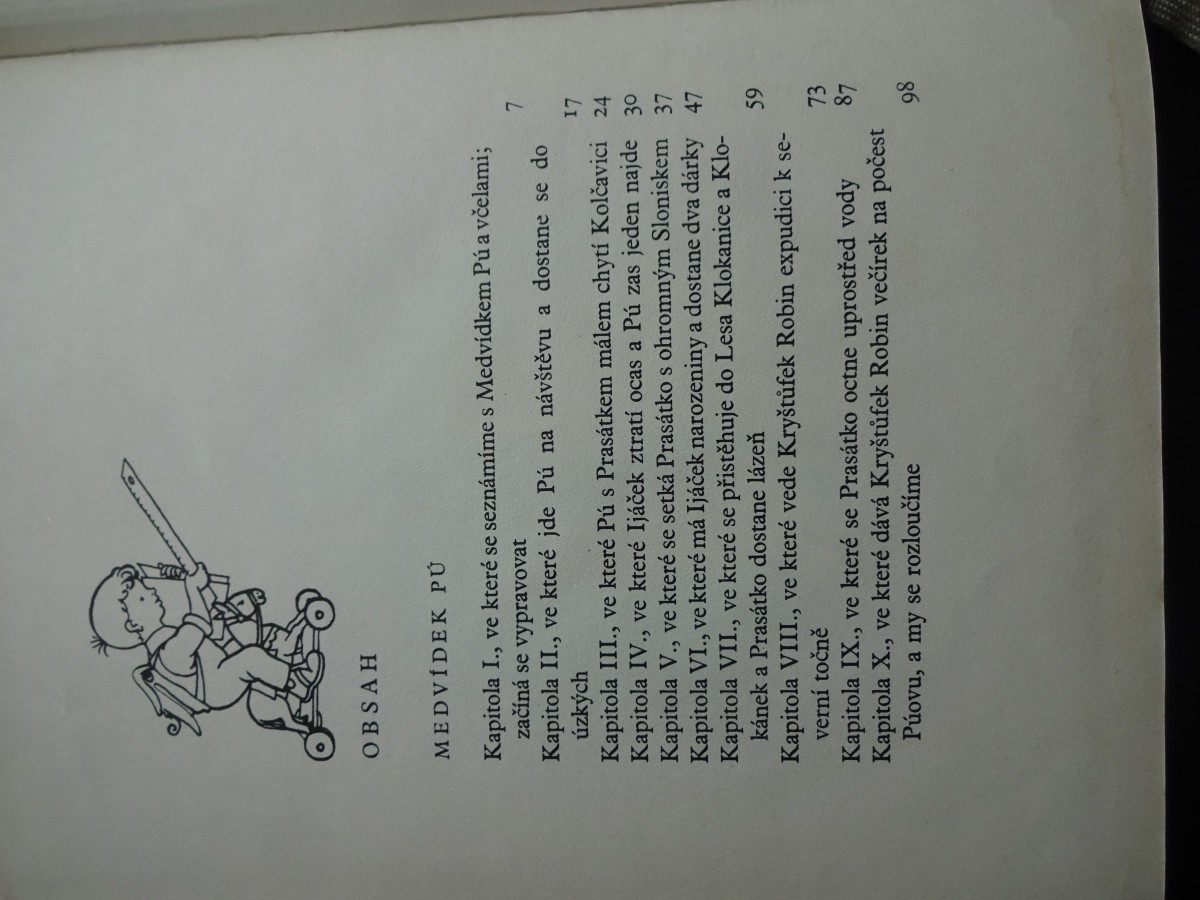 OBSAH
MEDVÍDEK PÚ
Kapitola I., ve které se seznámíme s Medvídkem Pú a včelami;
začíná se vypravovat 7
Kapitola II., ve které jde Pú na návštěvu a dostane se do
úzkých 17
Kapitola III., ve které Pú s Prasátkem málem chytí Kolčavici 24
Kapitola IV., ve které Ijáček ztratí ocas a Pú zas jeden najde 30
Kapitola V., ve které se setká Prasátko s ohromným Sloniskem 37
Kapitola VI., ve které má Ijáček narozeniny a dostane dva dárky 47
Kapitola VII., ve které se přistěhuje do Lesa Klokanice a Klo-
kánek a Prasátko dostane lázeň 59
Kapitola VIII., ve které vede Kryštůfek Robin expudici k se-
verní točně 73
Kapitola IX., ve které se Prasátko octne uprostřed vody 87
Kapitola X., ve které dává Kryštůfek Robin večírek na počest
Púovu, a my se rozloučíme 98